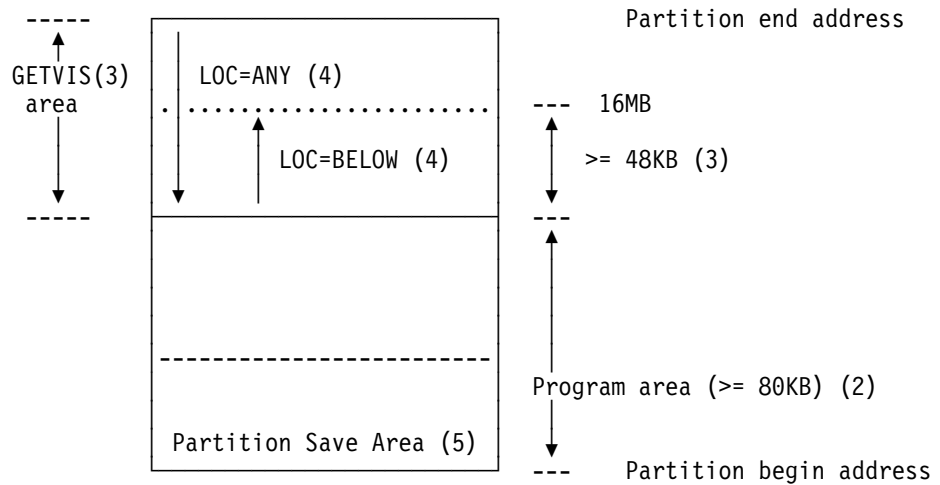 Partition end address
GETVIS(3)
area
LOC=ANY (4)
16MB
LOC=BELOW (4)
>= 48KB (3)
Program area (>= 80KB) (2)
Partition Save Area (5)
Partition begin address